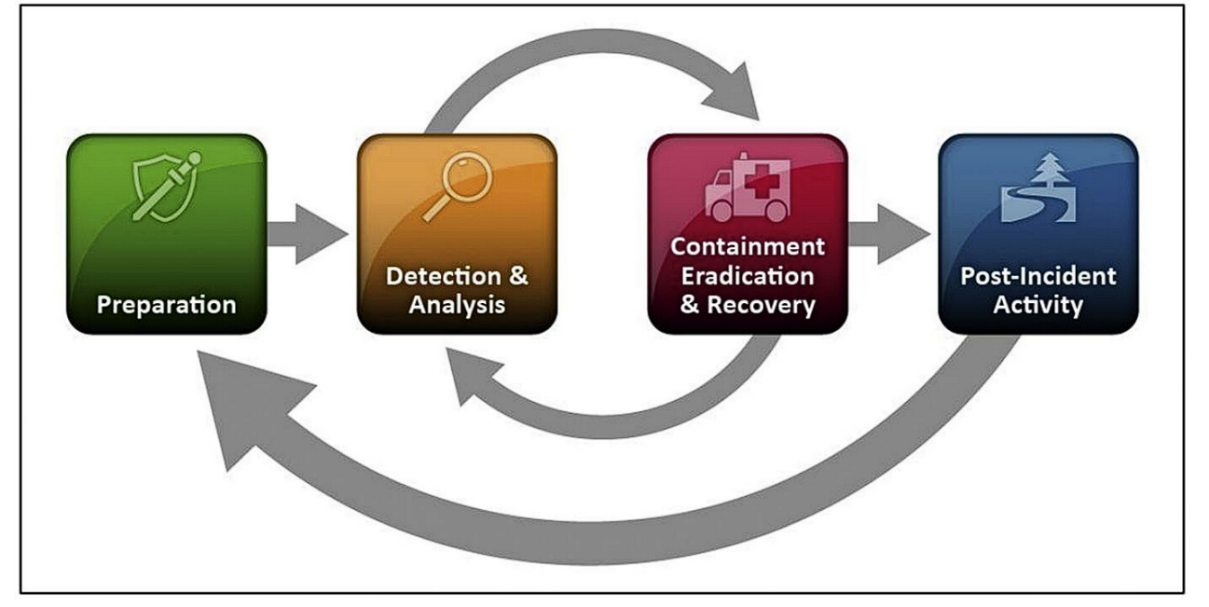 Preparation
Detection &
Analysis
Containment
Eradication
& Recovery
Post-Incident
Activity